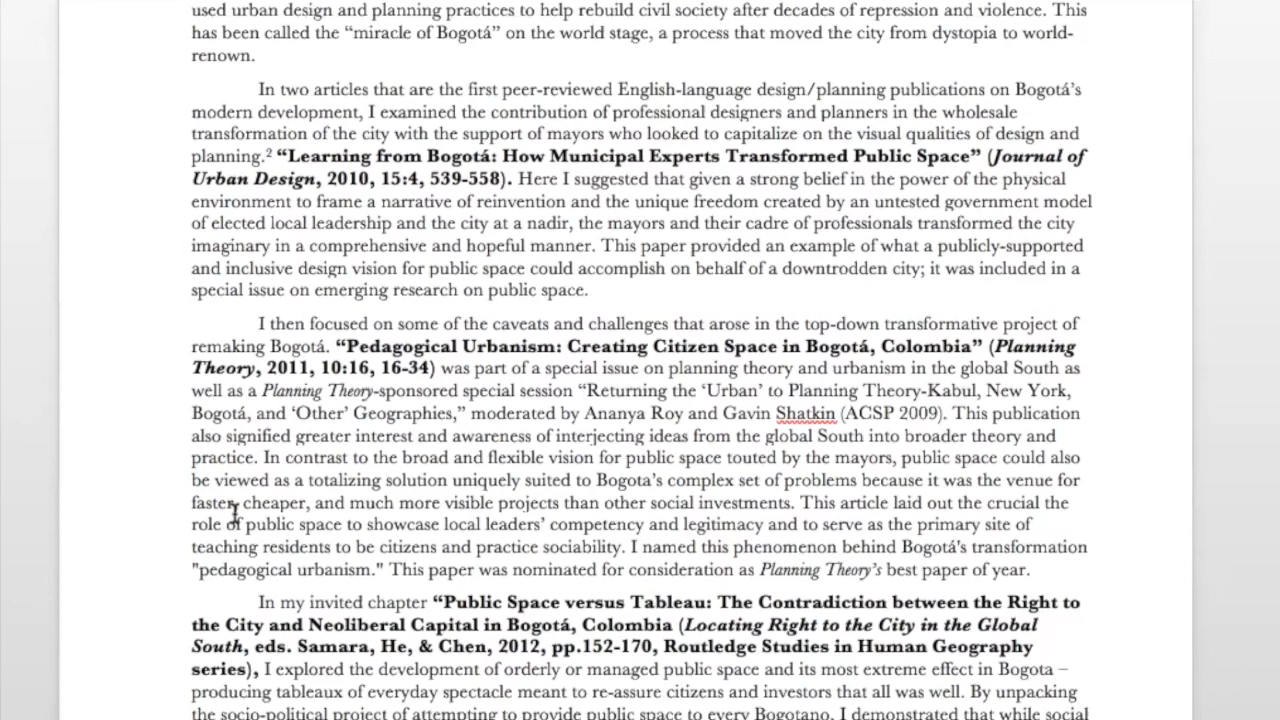 used urban design and planning practices to help rebuild civil society after decades of repression and violence. This
has been called the “miracle of Bogotá” on the world stage, a process that moved the city from dystopia to world-
renown.
In two articles that are the first peer-reviewed English-language design/planning publications on Bogotá’s
modern development, I examined the contribution of professional designers and planners in the wholesale
transformation of the city with the support of mayors who looked to capitalize on the visual qualities of design and
planning.² “Learning from Bogotá: How Municipal Experts Transformed Public Space” (Journal of
Urban Design, 2010, 15:4, 539-558). Here I suggested that given a strong belief in the power of the physical
environment to frame a narrative of reinvention and the unique freedom created by an untested government model
of elected local leadership and the city at a nadir, the mayors and their cadre of professionals transformed the city
imaginary in a comprehensive and hopeful manner. This paper provided an example of what a publicly-supported
and inclusive design vision for public space could accomplish on behalf of a downtrodden city; it was included in a
special issue on emerging research on public space.
I then focused on some of the caveats and challenges that arose in the top-down transformative project of
remaking Bogotá. “Pedagogical Urbanism: Creating Citizen Space in Bogotá, Colombia” (Planning
Theory, 2011, 10:16, 16-34) was part of a special issue on planning theory and urbanism in the global South as
well as a Planning Theory-sponsored special session “Returning the ‘Urban’ to Planning Theory-Kabul, New York,
Bogotá, and ‘Other’ Geographies,” moderated by Ananya Roy and Gavin Shatkin (ACSP 2009). This publication
also signified greater interest and awareness of interjecting ideas from the global South into broader theory and
practice. In contrast to the broad and flexible vision for public space touted by the mayors, public space could also
be viewed as a totalizing solution uniquely suited to Bogota’s complex set of problems because it was the venue for
faster, cheaper, and much more visible projects than other social investments. This article laid out the crucial the
role of public space to showcase local leaders’ competency and legitimacy and to serve as the primary site of
teaching residents to be citizens and practice sociability. I named this phenomenon behind Bogotá's transformation
"pedagogical urbanism." This paper was nominated for consideration as Planning Theory’s best paper of year.
In my invited chapter “Public Space versus Tableau: The Contradiction between the Right to
the City and Neoliberal Capital in Bogotá, Colombia (Locating Right to the City in the Global
South, eds. Samara, He, & Chen, 2012, pp.152-170, Routledge Studies in Human Geography
series), I explored the development of orderly or managed public space and its most extreme effect in Bogota –
producing tableaux of everyday spectacle meant to re-assure citizens and investors that all was well. By unpacking
the socio-political project of attempting to provide public space to every Bogotano, I demonstrated that while social